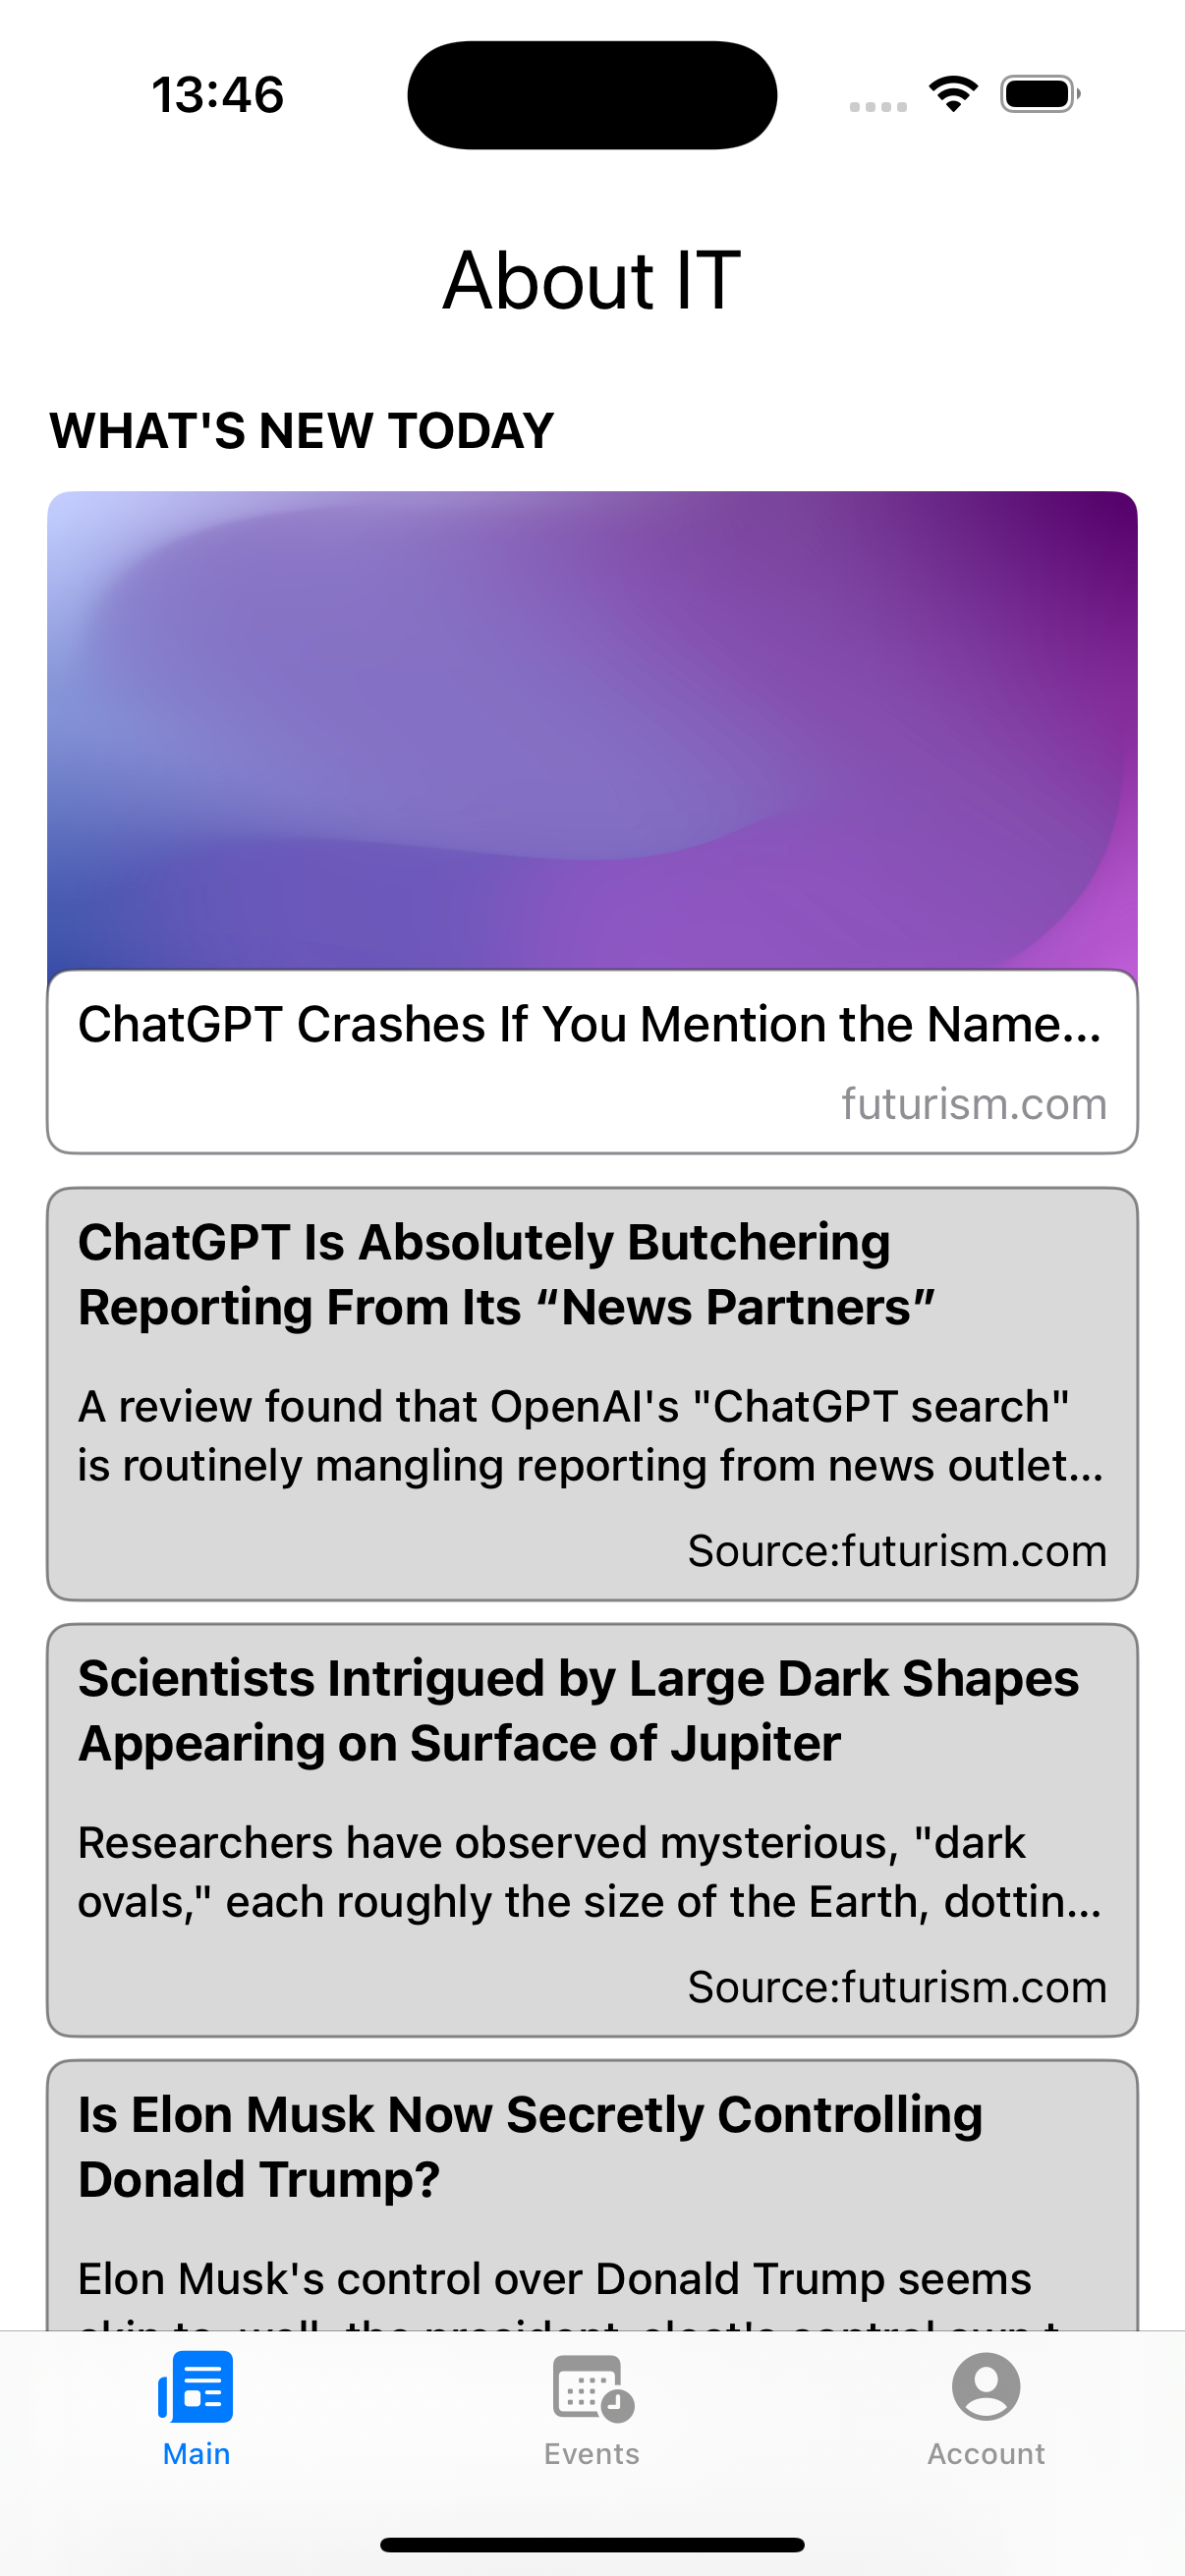 13:46
About IT
WHAT'S NEW TODAY
ChatGPT Crashes If You Mention the Name...
futurism.com
ChatGPT Is Absolutely Butchering
Reporting From Its “News Partners”
A review found that OpenAI's "ChatGPT search"
is routinely mangling reporting from news outlet...
Source:futurism.com
Scientists Intrigued by Large Dark Shapes
Appearing on Surface of Jupiter
Researchers have observed mysterious, "dark
ovals," each roughly the size of the Earth, dottin...
Source:futurism.com
Is Elon Musk Now Secretly Controlling
Donald Trump?
Elon Musk's control over Donald Trump seems
Main
Events
Account